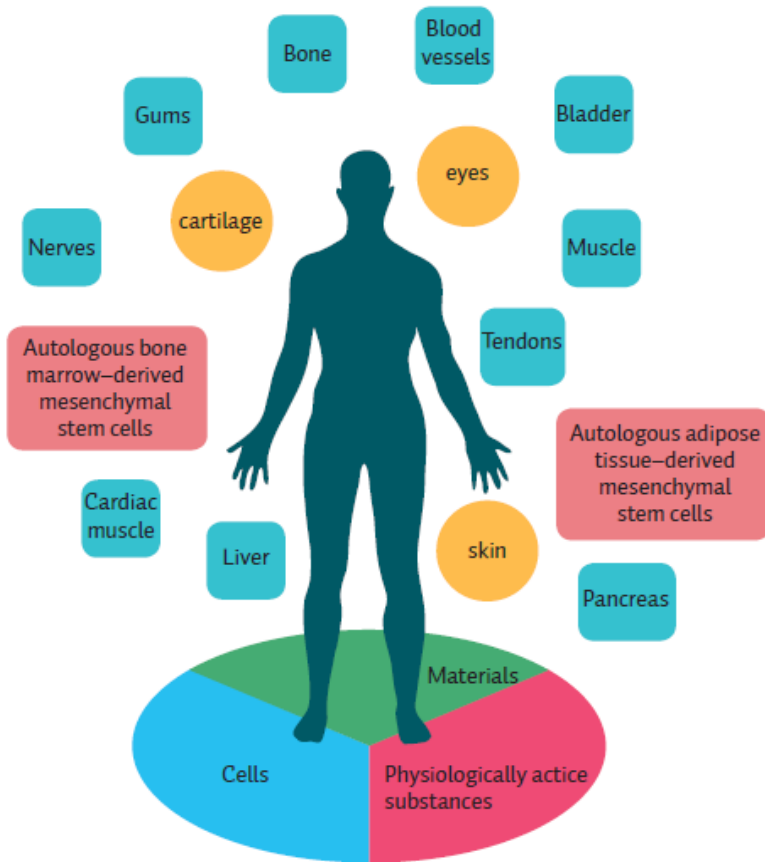 Bone
Blood
vessels
Gums
Bladder
eyes
cartilage
Nerves
Muscle
Tendons
Autologous bone
marrow–derived
mesenchymal
stem cells
Autologous adipose
tissue–derived
mesenchymal
stem cells
Cardiac
muscle
Liver
skin
Pancreas
Materials
Cells
Physiologically actice
substances